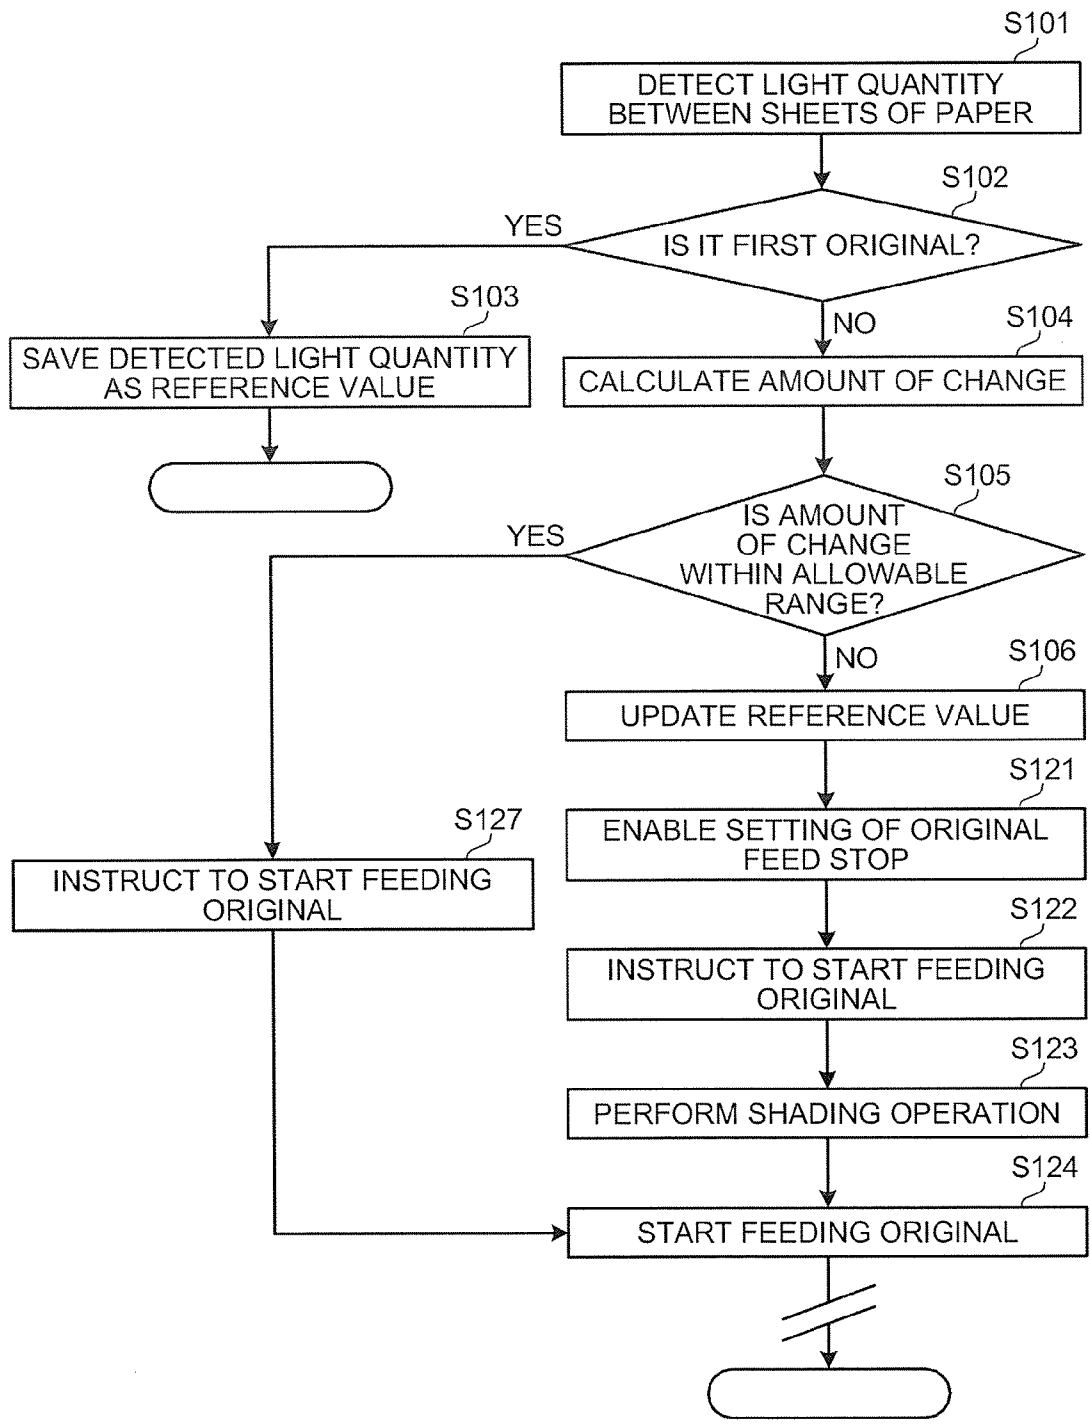 S101
DETECT LIGHT QUANTITY
BETWEEN SHEETS OF PAPER
S102
YES
IS IT FIRST ORIGINAL?
S103
NO
S104
SAVE DETECTED LIGHT QUANTITY
AS REFERENCE VALUE
CALCULATE AMOUNT OF CHANGE
S105
YES
IS AMOUNT
OF CHANGE
WITHIN ALLOWABLE
RANGE?
NO
S106
UPDATE REFERENCE VALUE
S121
ENABLE SETTING OF ORIGINAL
FEED STOP
S127
INSTRUCT TO START FEEDING
ORIGINAL
S122
INSTRUCT TO START FEEDING
ORIGINAL
S123
PERFORM SHADING OPERATION
S124
START FEEDING ORIGINAL